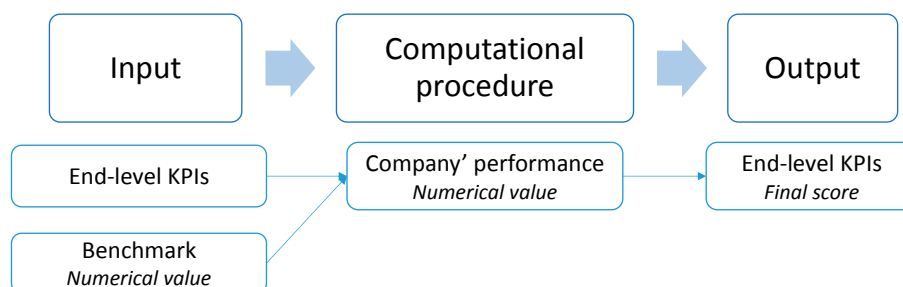 Input
Computational
procedure
Output
End-level KPIs
Company' performance
Numerical value
End-level KPIs
Final score
Benchmark
Numerical value